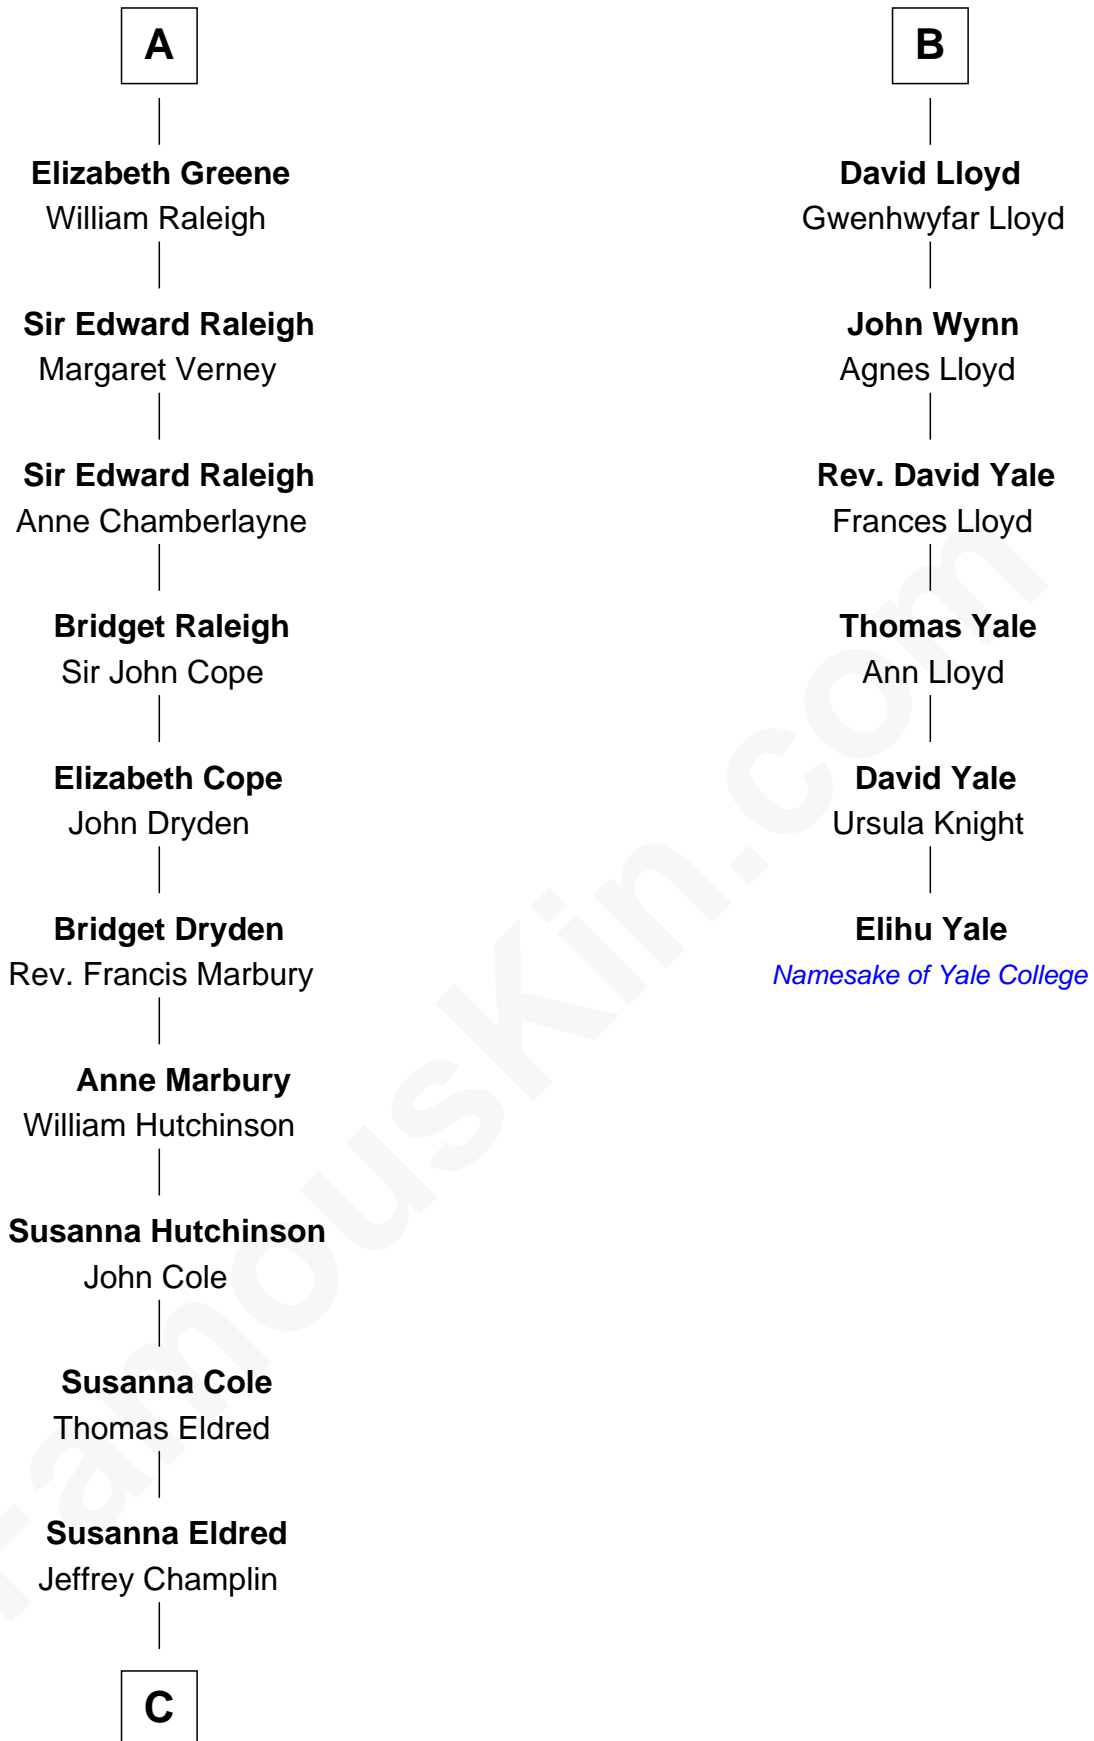 A
Elizabeth Greene
William Raleigh
Sir Edward Raleigh
Margaret Verney
Sir Edward Raleigh
Anne Chamberlayne
Bridget Raleigh
Sir John Cope
Elizabeth Cope
John Dryden
Bridget Dryden
Rev. Francis Marbury
Anne Marbury
William Hutchinson
Susanna Hutchinson
John Cole
Susanna Cole
Thomas Eldred
Susanna Eldred
Jeffrey Champlin
C
B
David Lloyd
Gwenhwyfar Lloyd
John Wynn
Agnes Lloyd
Rev. David Yale
Frances Lloyd
Thomas Yale
Ann Lloyd
David Yale
Ursula Knight
Elihu Yale
Namesake of Yale College
FamousKin.com